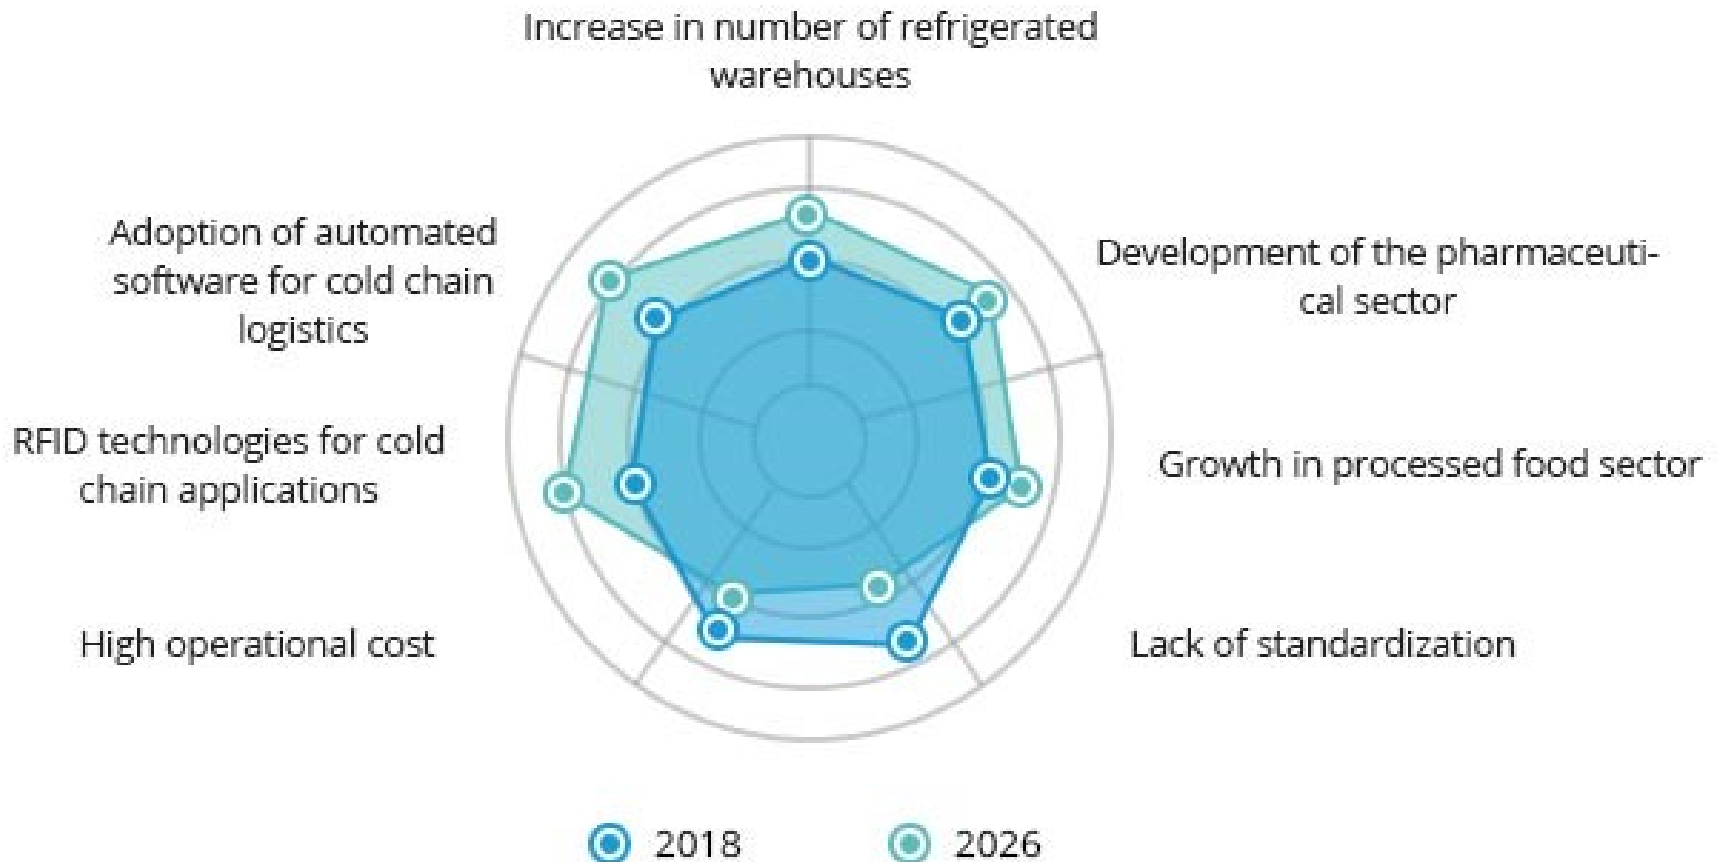 Increase in number of refrigerated
warehouses
Adoption of automated
software for cold chain
logistics
Development of the pharmaceuti-
cal sector
RFID technologies for cold
chain applications
Growth in processed food sector
High operational cost
Lack of standardization
2018
2026